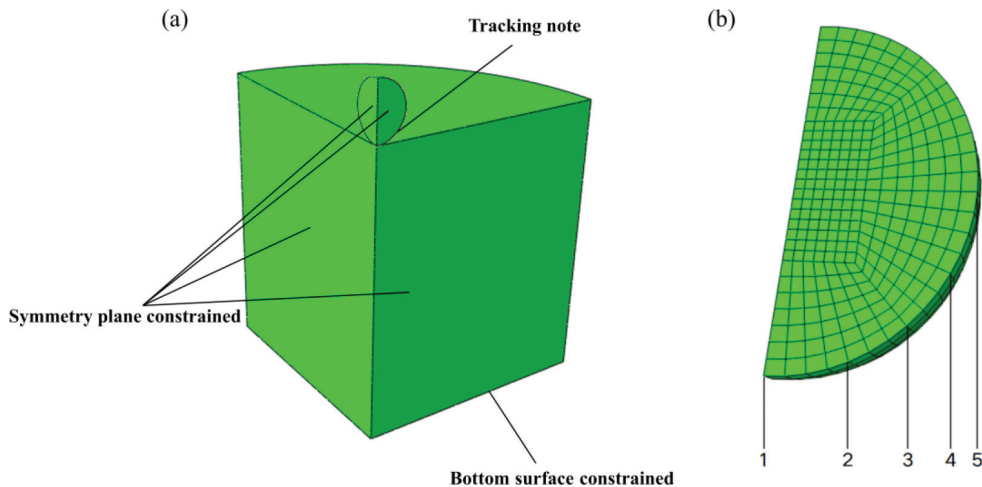 (a)
Tracking note
(b)
Symmetry plane constrained
Bottom surface constrained
1 2 3 4 5